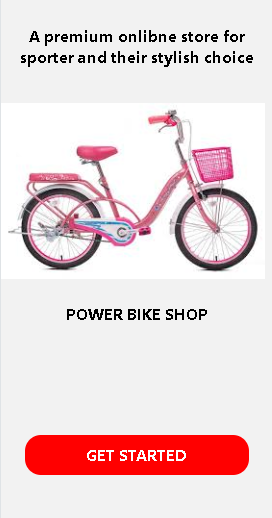 A premium onlibne store for
sporter and their stylish choice
POWER BIKE SHOP
GET STARTED